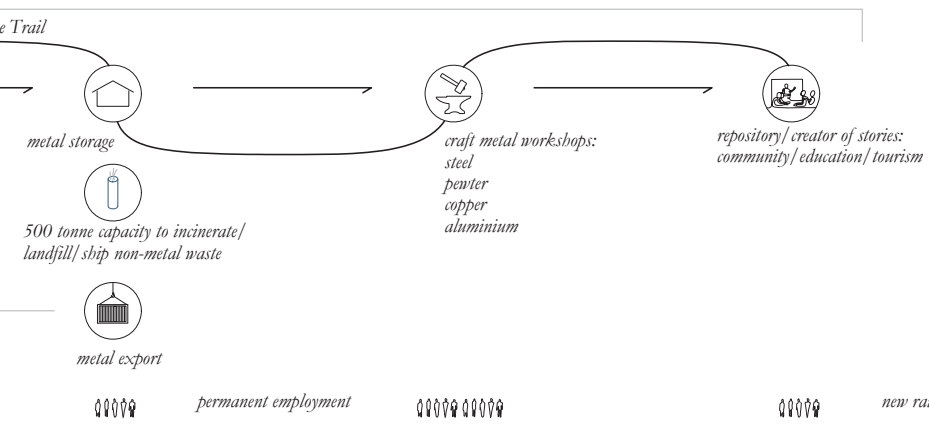 e Trail
metal storage
craft metal workshops:
steel
pewter
copper
aluminium
repository/creator of stories:
community/education/tourism
500 tonne capacity to incinerate/
landfill/ship non-metal waste
metal export
permanent employment
new